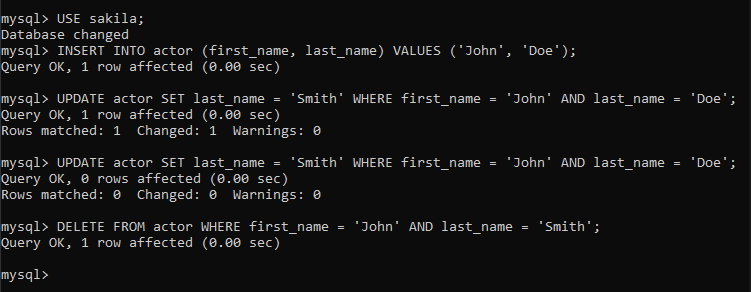 mysql> USE sakila;
Database changed
mysql> INSERT INTO actor (first_name, last_name) VALUES ('John', 'Doe');
Query OK, 1 row affected (0.00 sec)
mysql> UPDATE actor SET last_name = 'Smith' WHERE first_name = 'John' AND last_name = 'Doe';
Query OK, 1 row affected (0.00 sec)
Rows matched: 1  Changed: 1  Warnings: 0
mysql> UPDATE actor SET last_name = 'Smith' WHERE first_name = 'John' AND last_name = 'Doe';
Query OK, 0 rows affected (0.00 sec)
Rows matched: 0  Changed: 0  Warnings: 0
mysql> DELETE FROM actor WHERE first_name = 'John' AND last_name = 'Smith';
Query OK, 1 row affected (0.00 sec)
mysql>